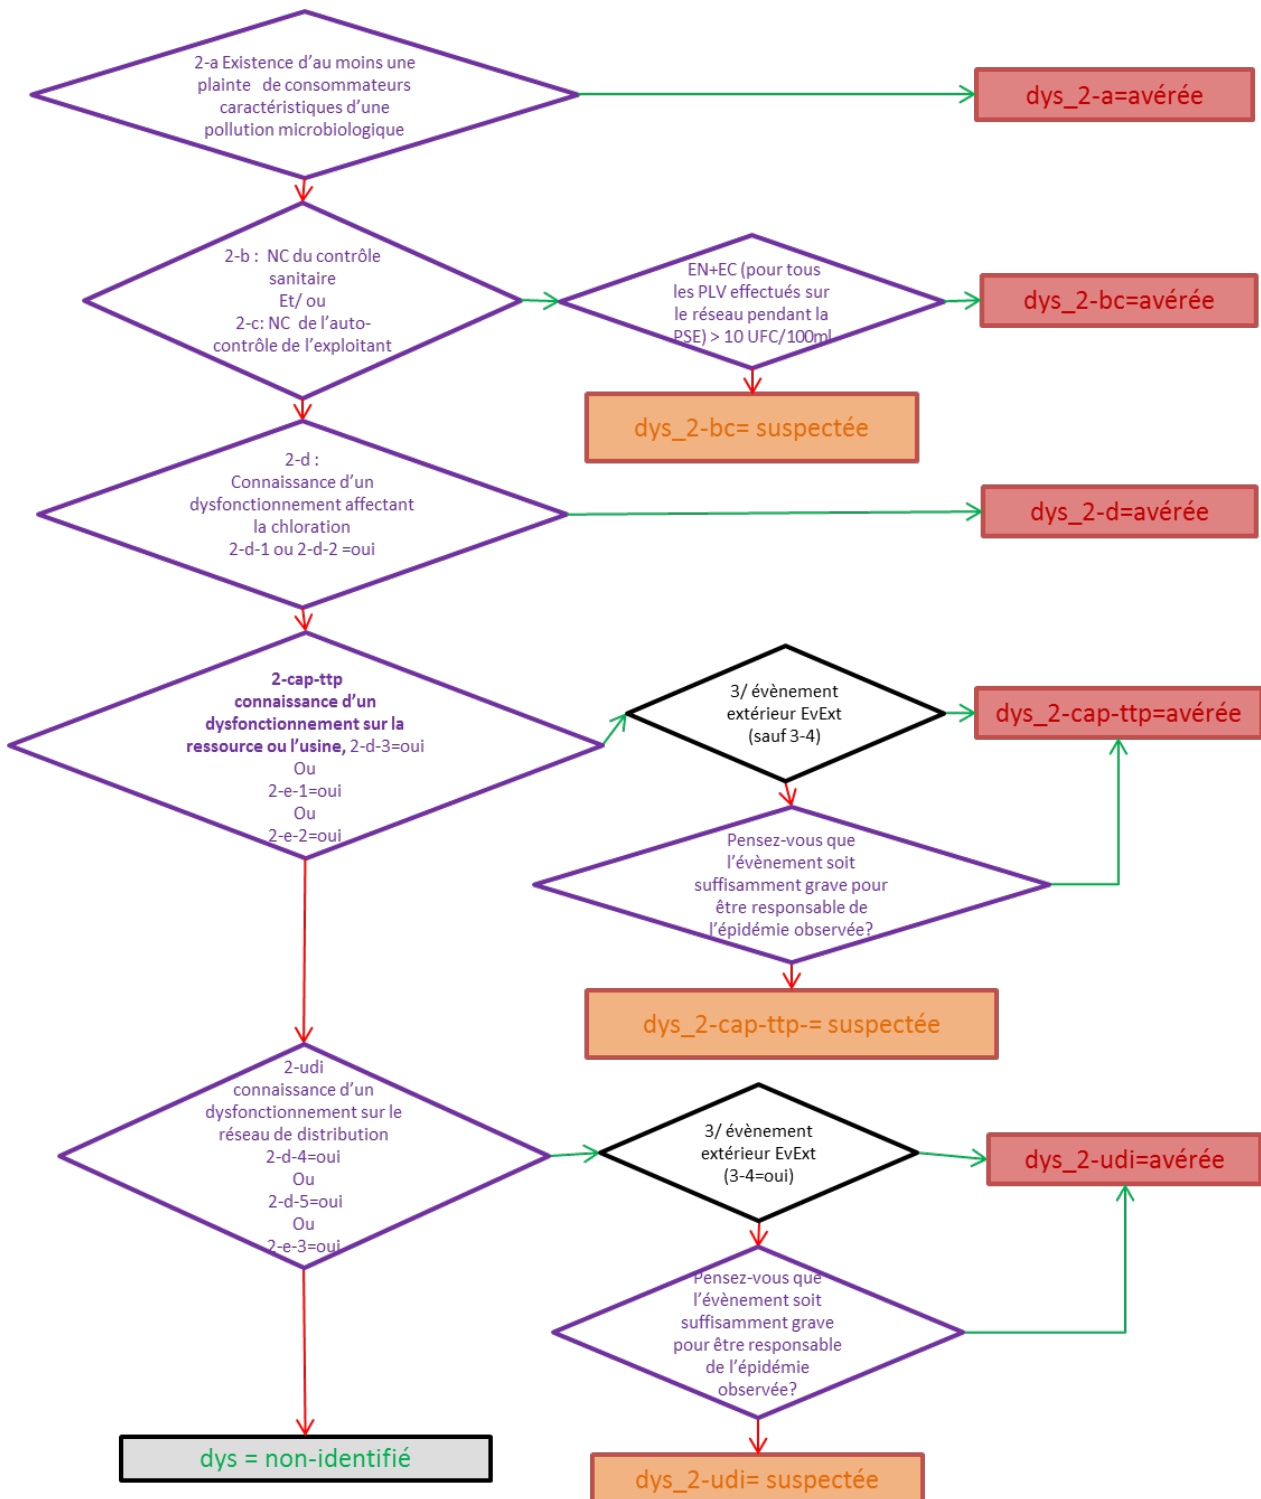 2-a Existence d'au moins une
plainte de consommateurs
caractéristiques d'une
pollution microbiologique
dys_2-a=avérée
2-b : NC du contrôle
sanitaire
Et/ ou
2-c: NC de l'auto-
contrôle de l'exploitant
EN+EC (pour tous
les PLV effectués sur
le réseau pendant la
PSE) > 10 UFC/100ml
dys_2-bc=avérée
dys_2-bc= suspectée
2-d :
Connaissance d'un
dysfonctionnement affectant
la chloration
2-d-1 ou 2-d-2 =oui
dys_2-d=avérée
2-cap-ttp
connaissance d'un
dysfonctionnement sur la
ressource ou l'usine, 2-d-3=oui
Ou
2-e-1=oui
Ou
2-e-2=oui
3/ évènement
extérieur EvExt
(sauf 3-4)
dys_2-cap-ttp=avérée
Pensez-vous que
l'évènement soit
suffisamment grave pour
être responsable de
l'épidémie observée?
dys_2-cap-ttp-= suspectée
2-udi
connaissance d'un
dysfonctionnement sur le
réseau de distribution
2-d-4=oui
Ou
2-d-5=oui
Ou
2-e-3=oui
3/ évènement
extérieur EvExt
(3-4=oui)
dys_2-udi=avérée
Pensez-vous que
l'évènement soit
suffisamment grave
pour être responsable
de l'épidémie
observée?
dys = non-identifié
dys_2-udi= suspectée